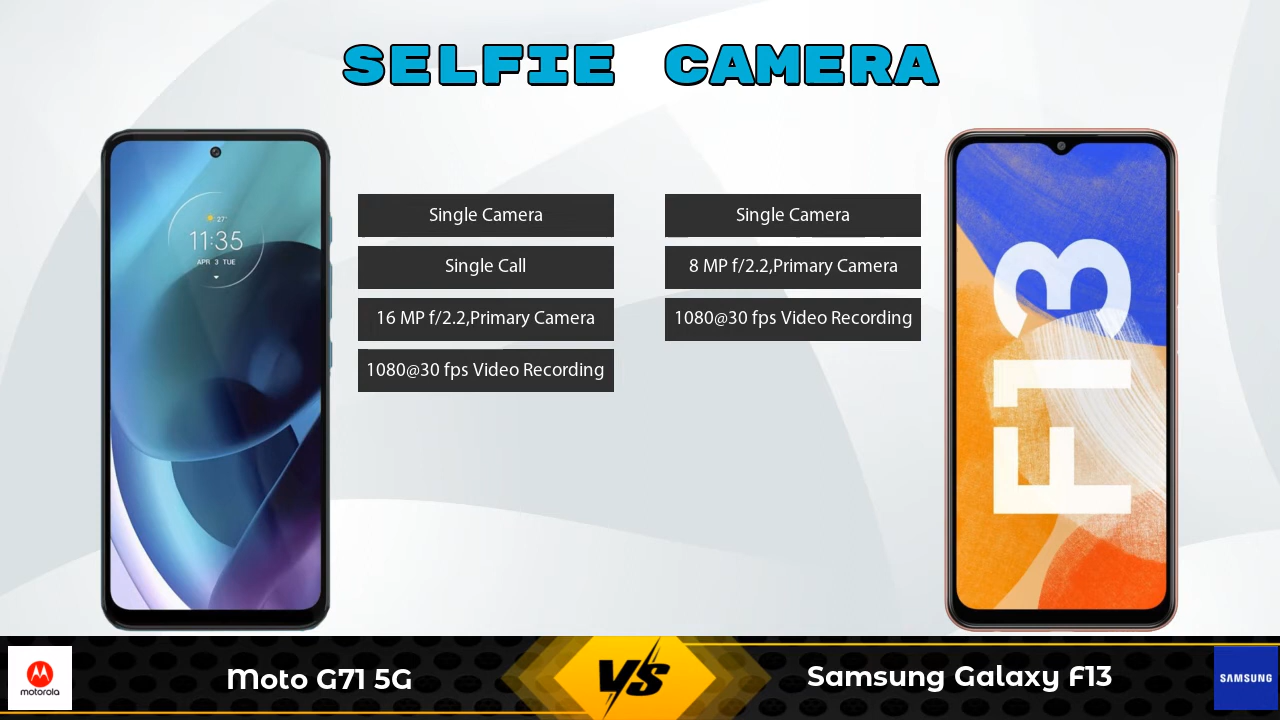 SELFIE CAMERA
27°
11:35
APR 3 TUE
Single Camera
Single Call
16 MP f/2.2,Primary Camera
1080@30 fps Video Recording
Single Camera
8 MP f/2.2,Primary Camera
1080@30 fps Video Recording
F13
motorola
Moto G71 5G
VS
Samsung Galaxy F13
SAMSUNG